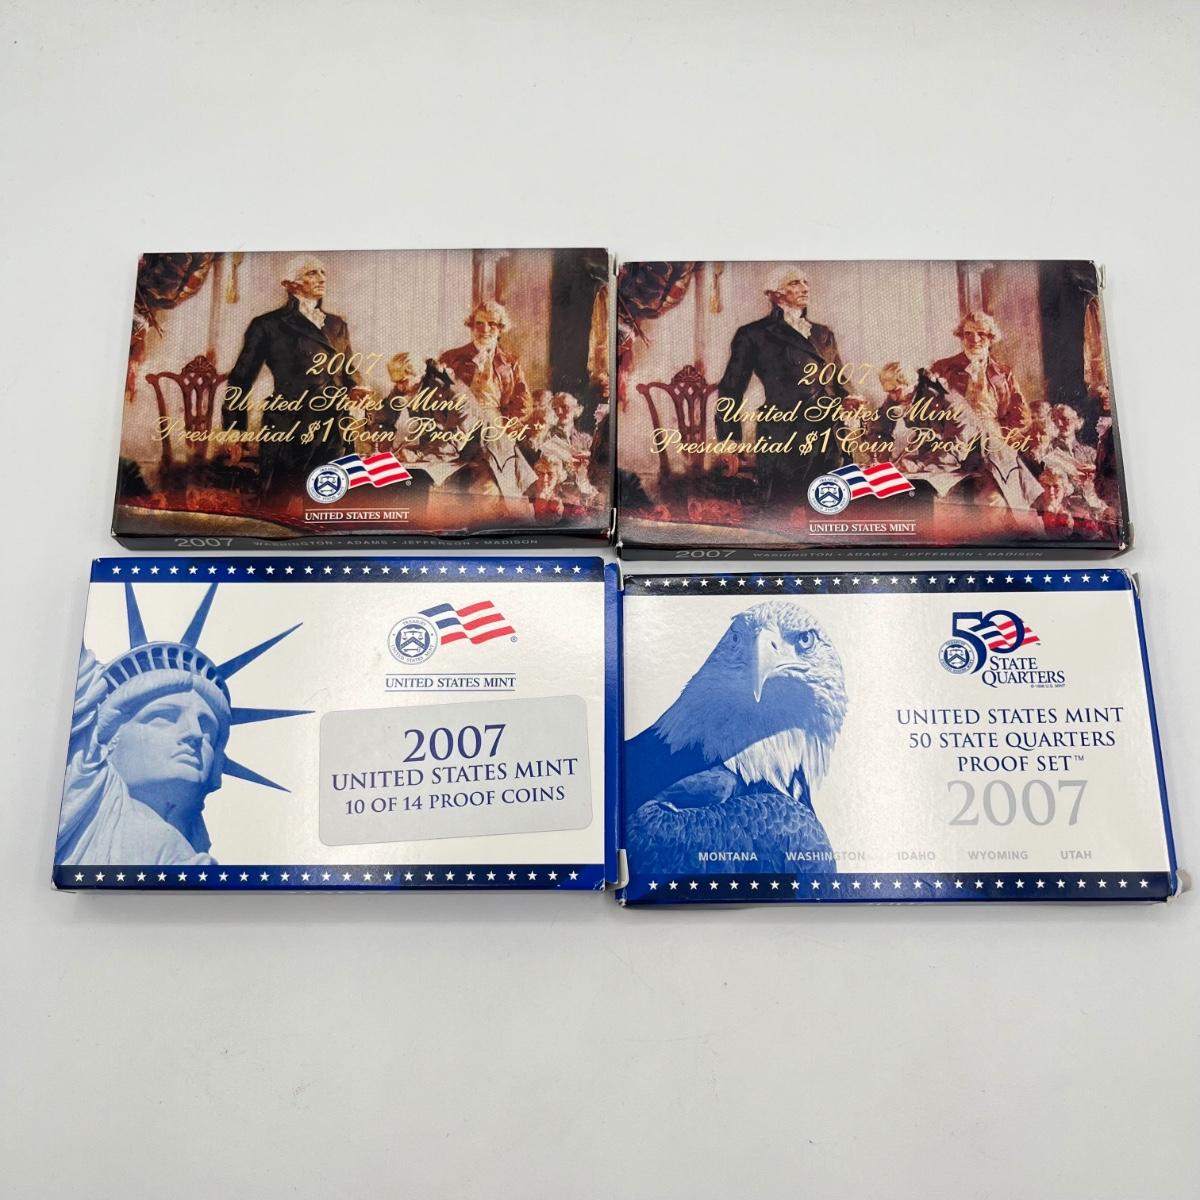 2007
United States Mint
Presidential $1 Coin Proof Set™
UNITED STATES MINT
2007 WASHINGTON • ADAMS • JEFFERSON • MADISON
2007
United States Mint
Presidential $1 Coin Proof Set™
UNITED STATES MINT
2007 WASHINGTON • ADAMS • JEFFERSON • MADISON
UNITED STATES MINT
2007
UNITED STATES MINT
10 OF 14 PROOF COINS
50
STATE
QUARTERS
UNITED STATES MINT
50 STATE QUARTERS
PROOF SET™
2007
MONTANA WASHINGTON IDAHO WYOMING UTAH